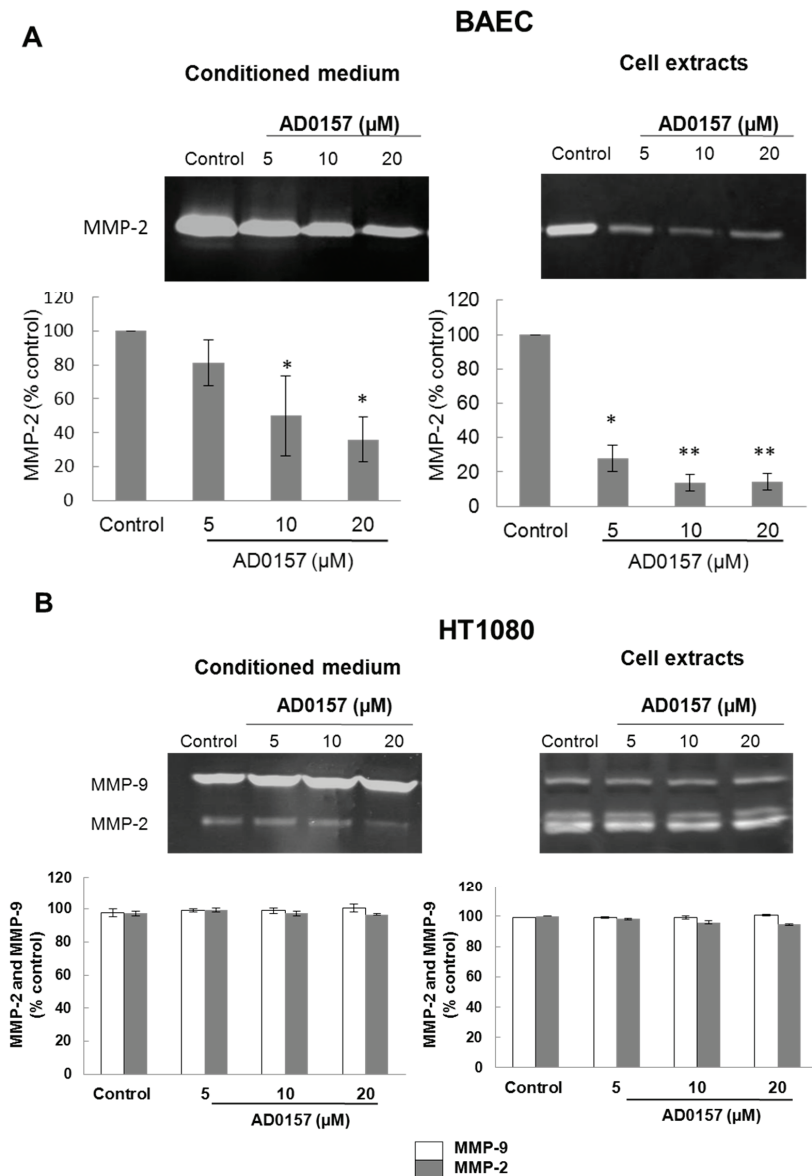 A
BAEC
Conditioned medium
Cell extracts
AD0157 (µM)
AD0157 (µM)
Control 5 10 20
Control 5 10 20
MMP-2
120
100
80
60
40
20
0
MMP-2 (% control)
*
*
Control 5 10 20
AD0157 (µM)
120
100
80
60
40
20
0
MMP-2 (% control)
*
**
**
Control 5 10 20
AD0157 (µM)
B
HT1080
Conditioned medium
Cell extracts
AD0157 (µM)
AD0157 (µM)
Control 5 10 20
Control 5 10 20
MMP-9
MMP-2
120
100
80
60
40
20
0
MMP-2 and MMP-9
(% control)
Control 5 10 20
AD0157 (µM)
120
100
80
60
40
20
0
MMP-2 and MMP-9
(% control)
Control 5 10 20
AD0157 (µM)
MMP-9
MMP-2